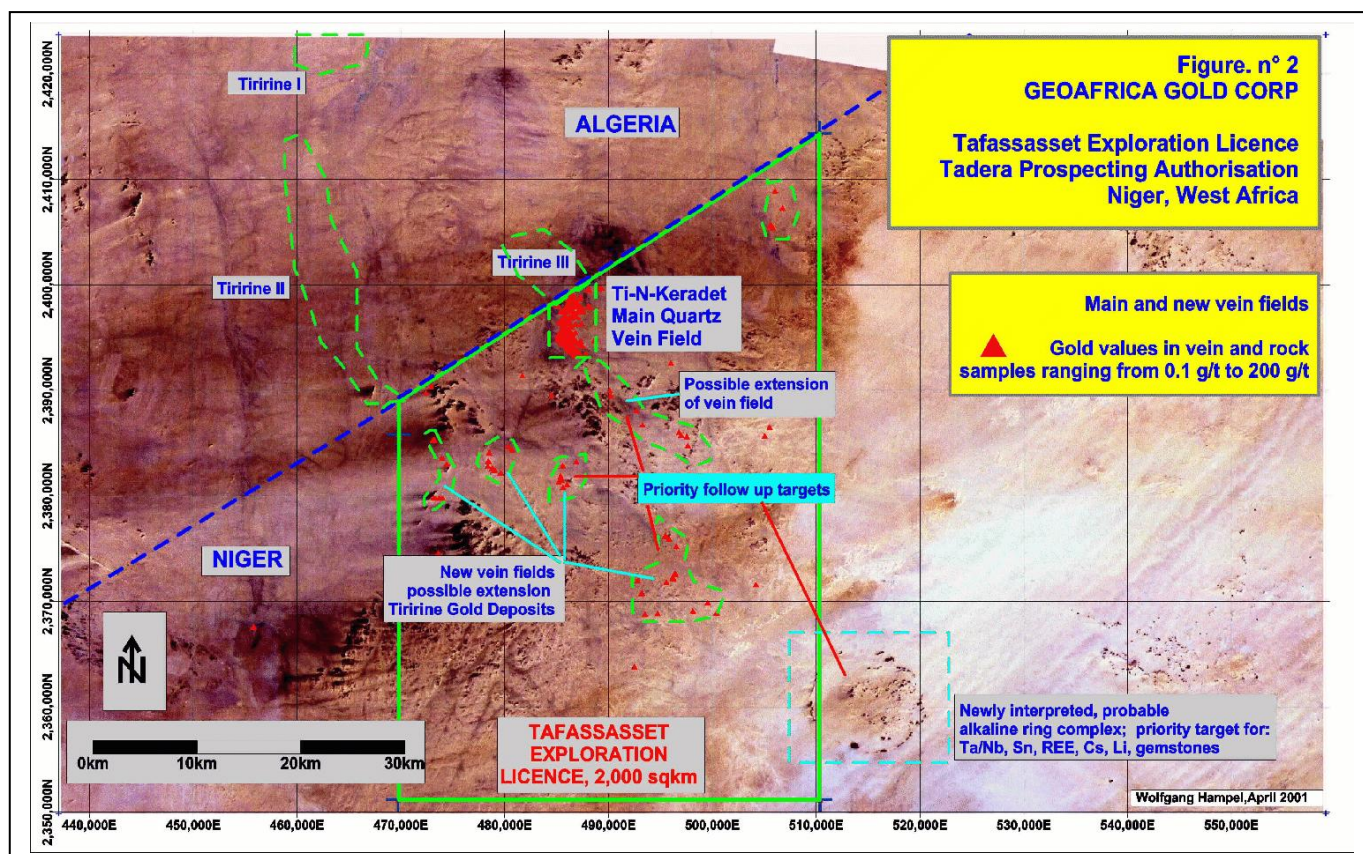 Figure. n° 2
GEOAFRICA GOLD CORP
Tafassasset Exploration Licence
Tadera Prospecting Authorisation
Niger, West Africa
Main and new vein fields
Gold values in vein and rock
samples ranging from 0.1 g/t to 200 g/t
Tiririne I
ALGERIA
Tiririne II
Tiririne III
Ti-N-Keradet
Main Quartz
Vein Field
Possible extension
of vein field
Priority follow up targets
NIGER
New vein fields
possible extension
Tiririne Gold Deposits
N
0km 10km 20km 30km
TAFASSASSET
EXPLORATION
LICENCE, 2,000 sqkm
Newly interpreted, probable
alkaline ring complex; priority target for:
Ta/Nb, Sn, REE, Cs, Li, gemstones
Wolfgang Hampel,April 2001
2,420,000N
2,410,000N
2,400,000N
2,390,000N
2,380,000N
2,370,000N
2,360,000N
2,350,000N
440,000E 450,000E 460,000E 470,000E 480,000E 490,000E 500,000E 510,000E 520,000E 530,000E 540,000E 550,000E